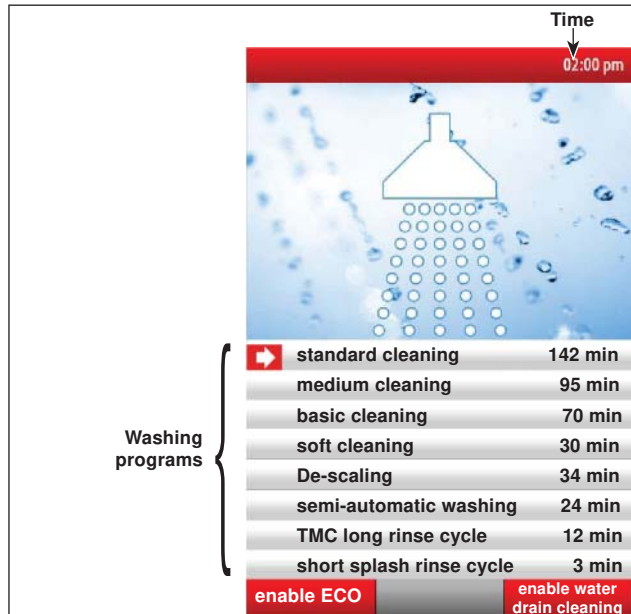 Time
02:00 pm
standard cleaning 142 min
medium cleaning 95 min
basic cleaning 70 min
Washing
programs
soft cleaning 30 min
De-scaling 34 min
semi-automatic washing 24 min
TMC long rinse cycle 12 min
short splash rinse cycle 3 min
enable ECO
enable water
drain cleaning